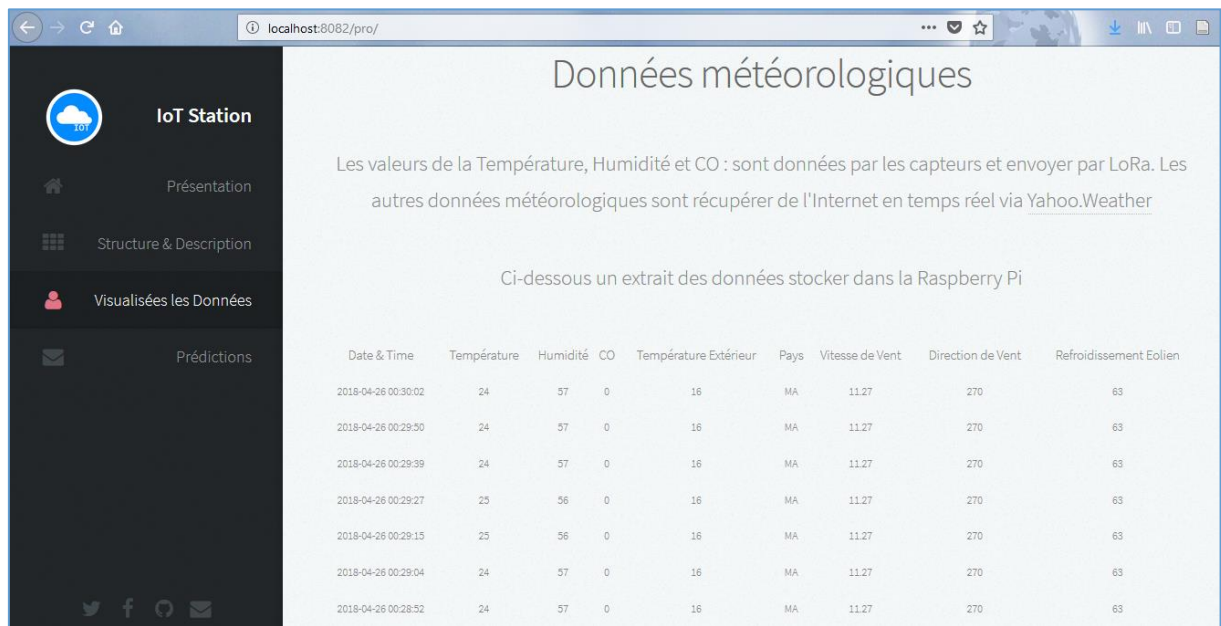 localhost:8082/pro/
IoT Station
IOT
Présentation
Structure & Description
Visualisées les Données
Prédictions
Données météorologiques
Les valeurs de la Température, Humidité et CO : sont données par les capteurs et envoyer par LoRa. Les
autres données météorologiques sont récupérer de l'Internet en temps réel via Yahoo.Weather
Ci-dessous un extrait des données stocker dans la Raspberry Pi
Date & Time Température Humidité CO Température Extérieur Pays Vitesse de Vent Direction de Vent Refroidissement Eolien
2018-04-26 00:30:02 24 57 0 16 MA 11.27 270 63
2018-04-26 00:29:50 24 57 0 16 MA 11.27 270 63
2018-04-26 00:29:39 24 57 0 16 MA 11.27 270 63
2018-04-26 00:29:27 25 56 0 16 MA 11.27 270 63
2018-04-26 00:29:15 25 56 0 16 MA 11.27 270 63
2018-04-26 00:29:04 24 57 0 16 MA 11.27 270 63
2018-04-26 00:28:52 24 57 0 16 MA 11.27 270 63